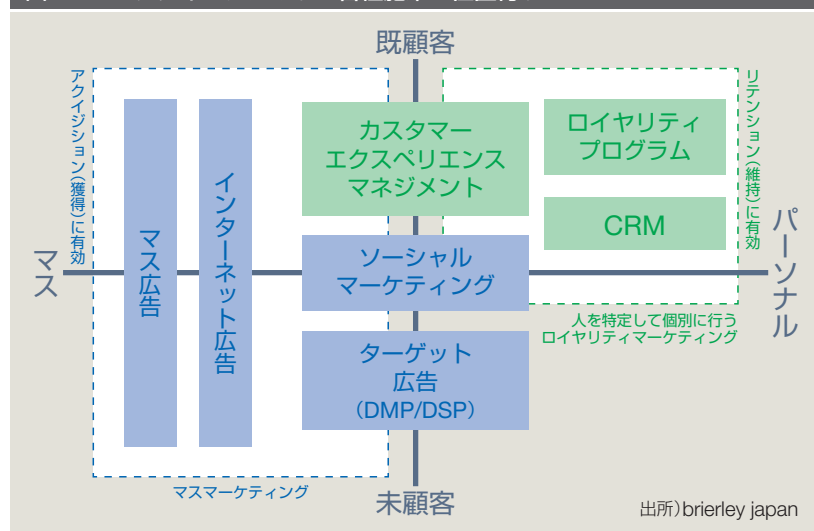 既顧客
アクイジション(獲得)に有効
リテンション(維持)に有効
カスタマー
エクスペリエンス
マネジメント
ロイヤリティ
プログラム
CRM
マス
マス広告
インターネット広告
ソーシャル
マーケティング
パーソナル
人を特定して個別に行う
ロイヤリティマーケティング
ターゲット
広告
(DMP/DSP)
マスマーケティング
未顧客
出所)brierley japan